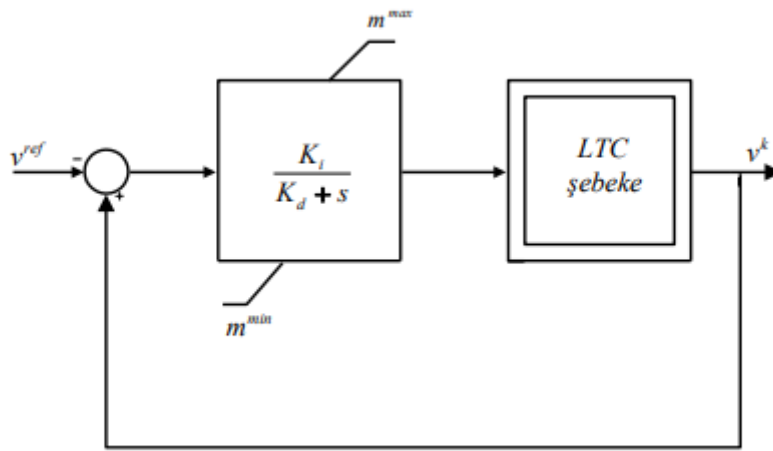 m^max
v^ref
-
+
K_i
K_d + s
LTC
şebeke
v^k
m^min